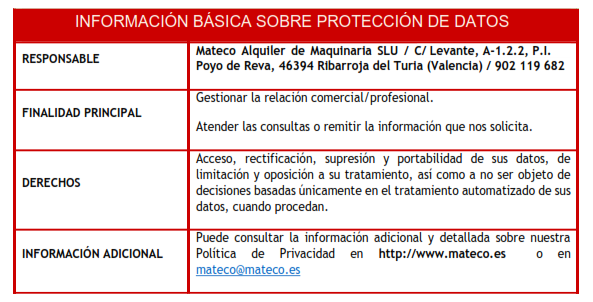 INFORMACIÓN BÁSICA SOBRE PROTECCIÓN DE DATOS
RESPONSABLE
Mateco Alquiler de Maquinaria SLU / C/ Levante, A-1.2.2, P.I.
Poyo de Reva, 46394 Ribarroja del Turia (Valencia) / 902 119 682
FINALIDAD PRINCIPAL
Gestionar la relación comercial/profesional.
Atender las consultas o remitir la información que nos solicita.
DERECHOS
Acceso, rectificación, supresión y portabilidad de sus datos, de
limitación y oposición a su tratamiento, así como a no ser objeto de
decisiones basadas únicamente en el tratamiento automatizado de sus
datos, cuando procedan.
INFORMACIÓN ADICIONAL
Puede consultar la información adicional y detallada sobre nuestra
Política de Privacidad en http://www.mateco.es o en
mateco@mateco.es